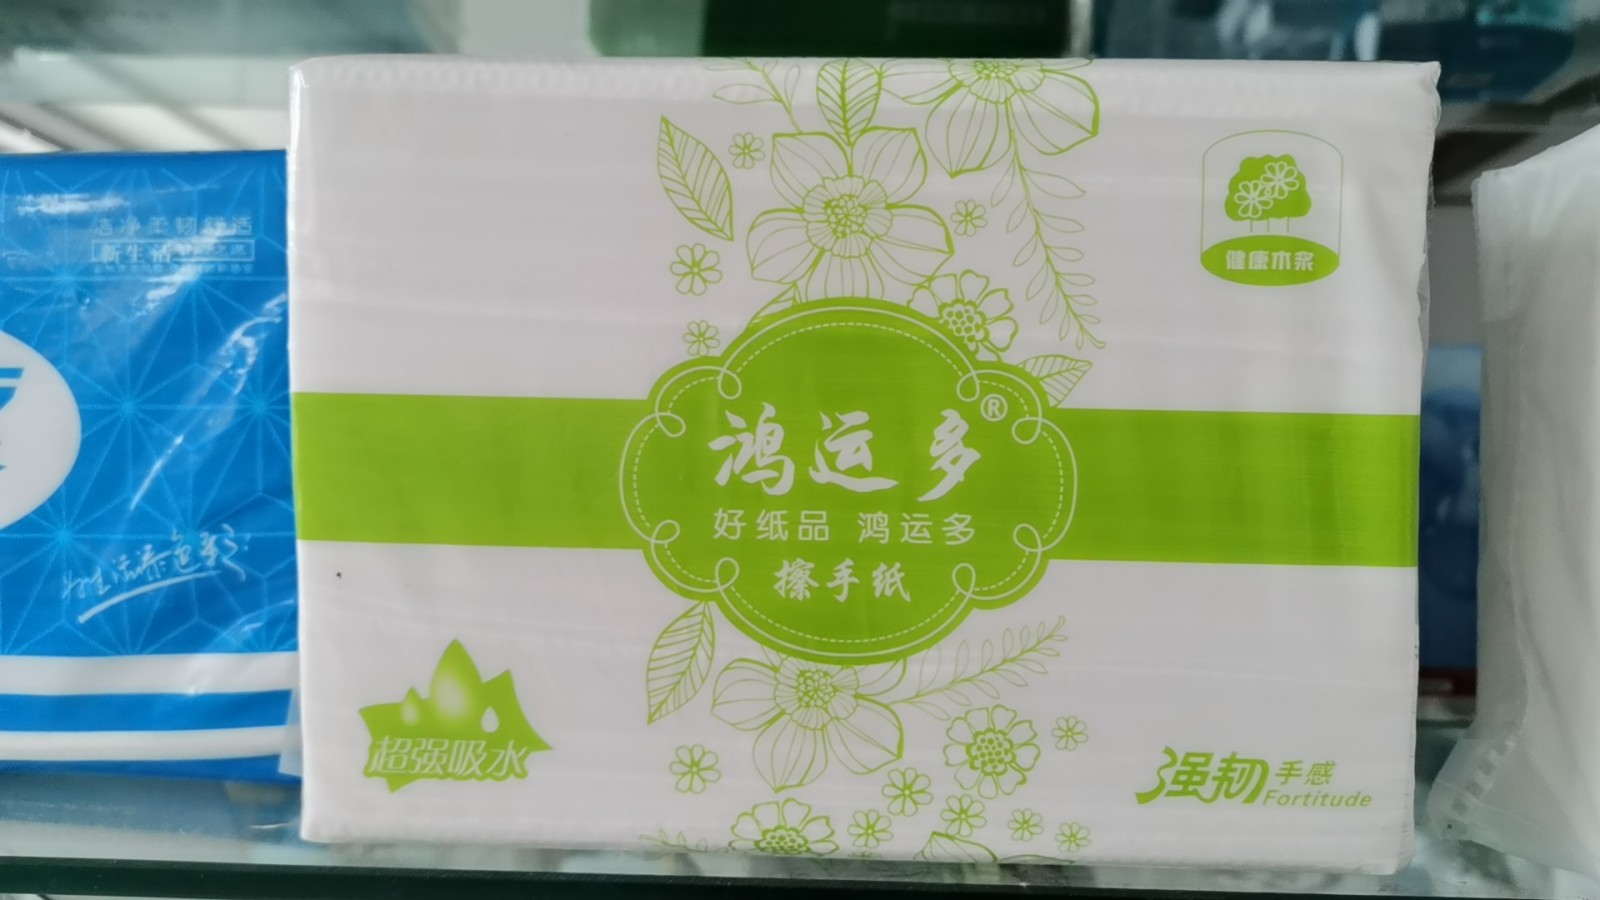 洁净 柔韧 舒适
新生活
健康木浆
鸿运多®
好纸品 鸿运多
擦手纸
超强吸水
强韧手感
Fortitude